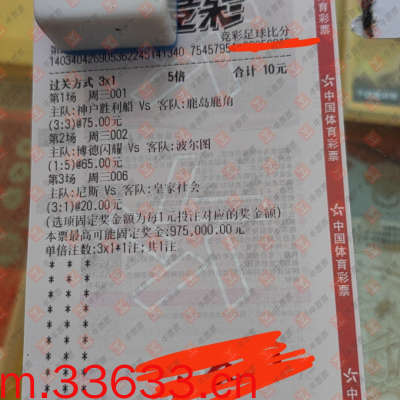 竞彩足球比分
过关方式 3x1 5倍 合计 10元
第1场 周三001
主队:神户胜利船 Vs 客队:鹿岛鹿角
(3:3)@75.00元
第2场 周三002
主队:博德闪耀 Vs 客队:波尔图
(1:5)@65.00元
第3场 周三006
主队:尼斯 Vs 客队:皇家社会
(3:1)@20.00元
(选项固定奖金额为每1元投注对应的奖金额)
本票最高可能固定奖金:975,000.00元
单倍注数:3x1*1注;共1注
* * *
* * *
* * *
* * *
* * *
* * *
* * *
中国体育彩票
中国体育彩票
m.33633.cn